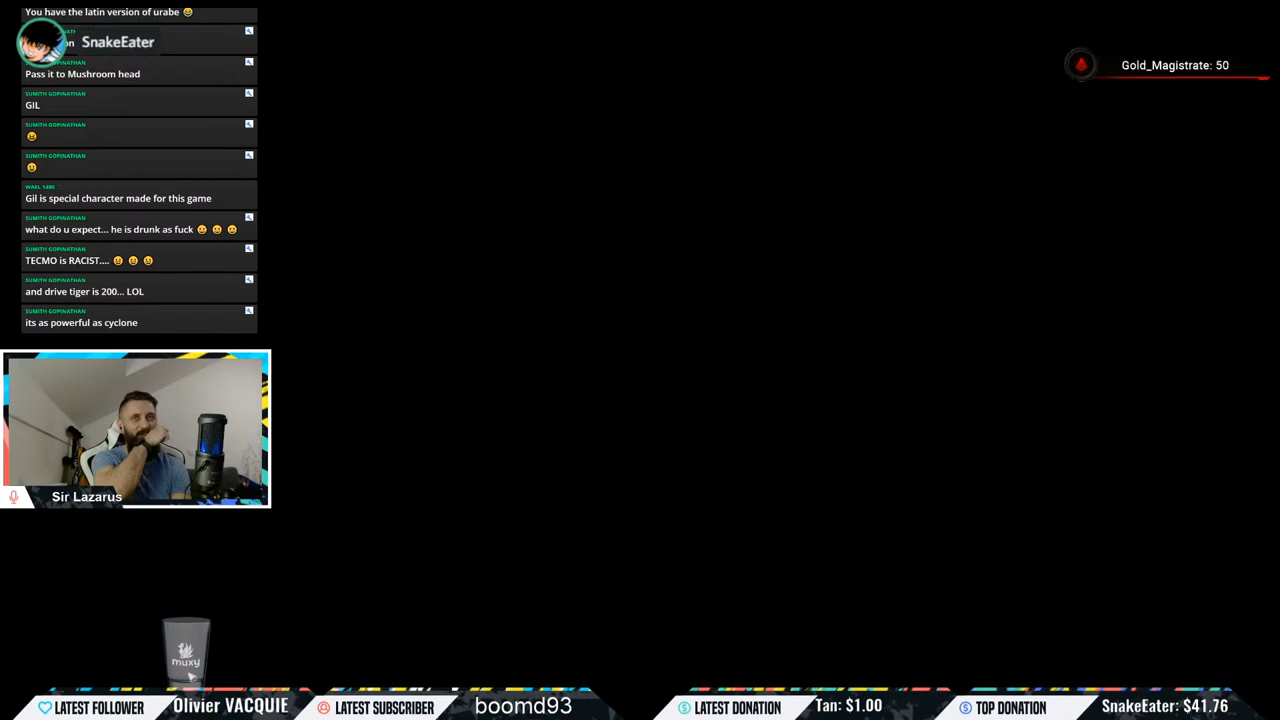 You have the latin version of urabe
SnakeEater
on
Pass it to Mushroom head
SUMITH GOPINATHAN
GIL
SUMITH GOPINATHAN
SUMITH GOPINATHAN
WAEL 1490
Gil is special character made for this game
SUMITH GOPINATHAN
what do u expect... he is drunk as fuck
SUMITH GOPINATHAN
TECMO is RACIST....
SUMITH GOPINATHAN
and drive tiger is 200... LOL
SUMITH GOPINATHAN
its as powerful as cyclone
Gold_Magistrate: 50
Sir Lazarus
muxy
LATEST FOLLOWER
Olivier VACQUIE
LATEST SUBSCRIBER
boomd93
LATEST DONATION
Tan: $1.00
TOP DONATION
SnakeEater: $41.76